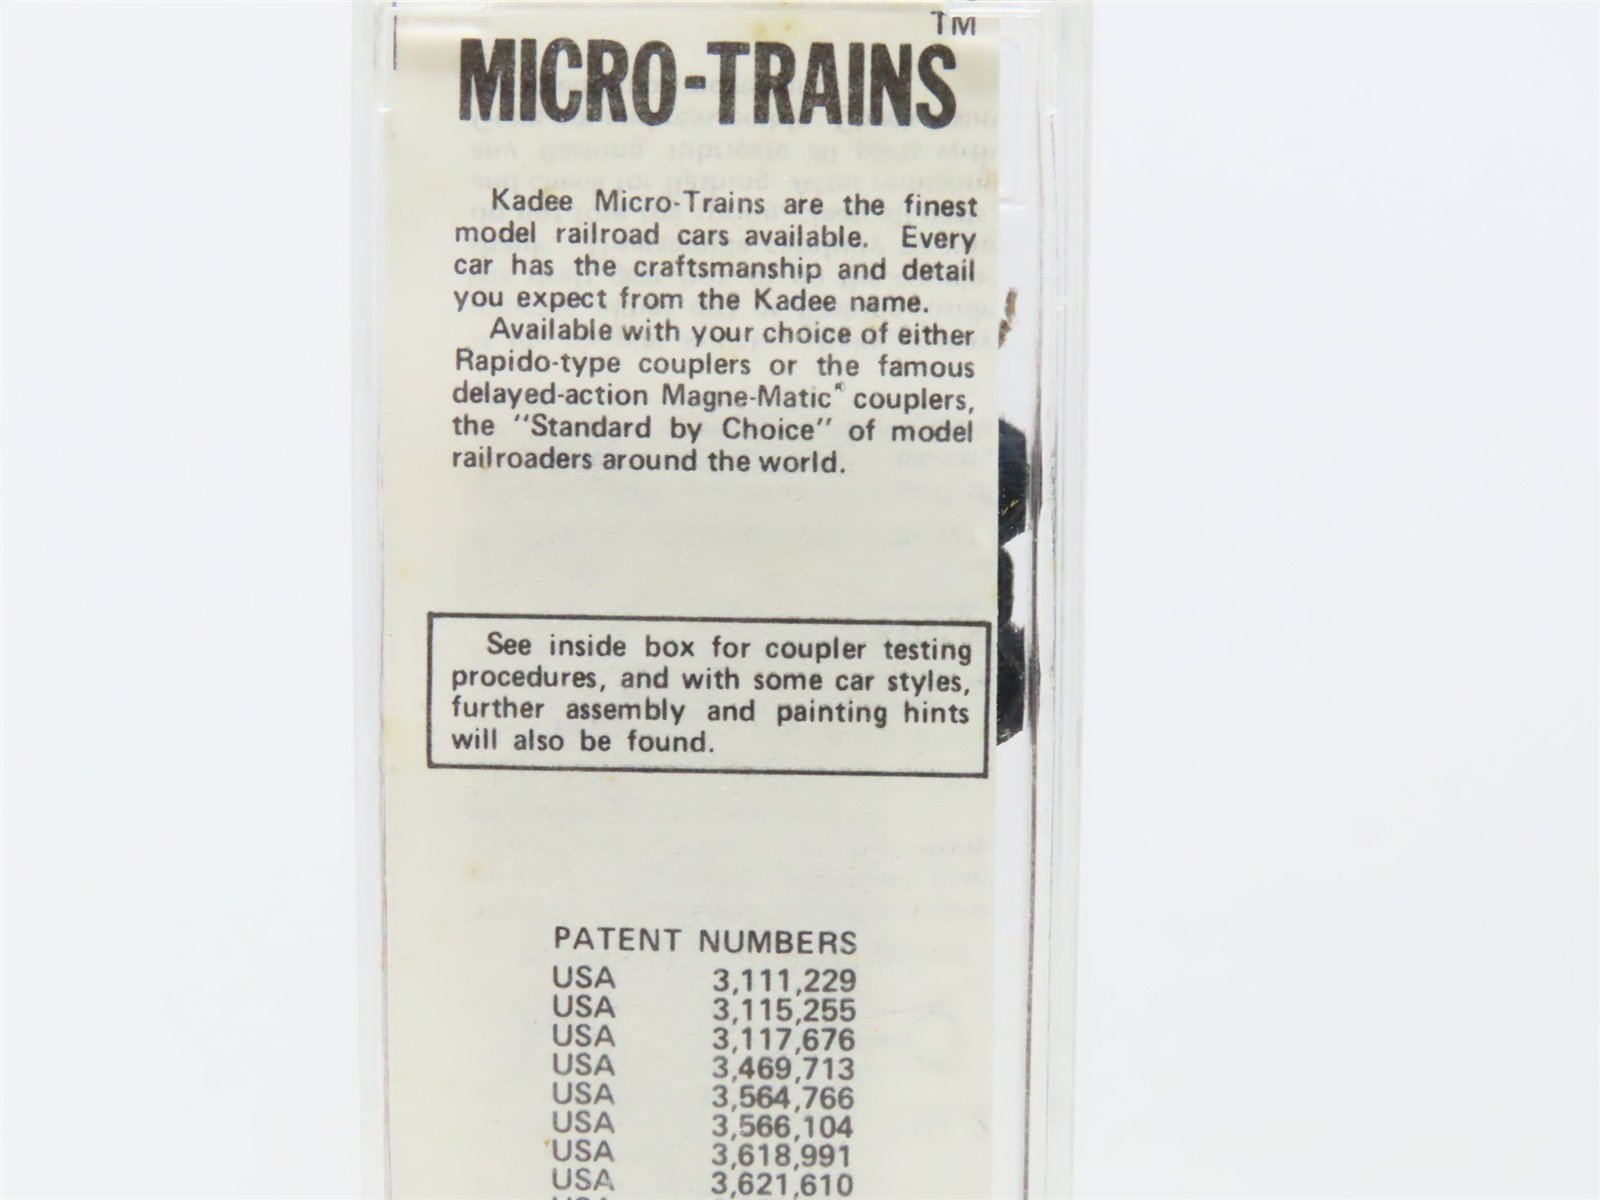 TM
MICRO-TRAINS
Kadee Micro-Trains are the finest
model railroad cars available. Every
car has the craftsmanship and detail
you expect from the Kadee name.
Available with your choice of either
Rapido-type couplers or the famous
delayed-action Magne-Matic® couplers,
the "Standard by Choice" of model
railroaders around the world.
See inside box for coupler testing
procedures, and with some car styles,
further assembly and painting hints
will also be found.
PATENT NUMBERS
USA 3,111,229
USA 3,115,255
USA 3,117,676
USA 3,469,713
USA 3,564,766
USA 3,566,104
USA 3,618,991
USA 3,621,610